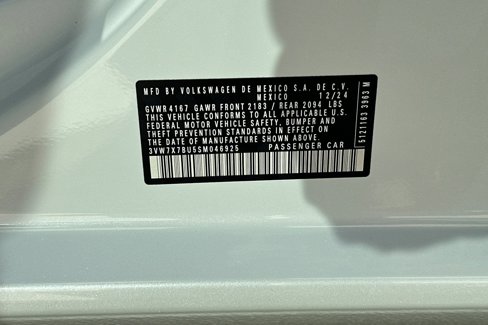 MFD BY VOLKSWAGEN DE MEXICO S.A. DE C.V.
MEXICO 12/24
GVWR 4167 GAWR FRONT 2183 / REAR 2094 LBS
THIS VEHICLE CONFORMS TO ALL APPLICABLE U.S.
FEDERAL MOTOR VEHICLE SAFETY, BUMPER AND
THEFT PREVENTION STANDARDS IN EFFECT ON
THE DATE OF MANUFACTURE SHOWN ABOVE.
3VW7X7BU5SM046925 PASSENGER CAR
5121163 3963 M